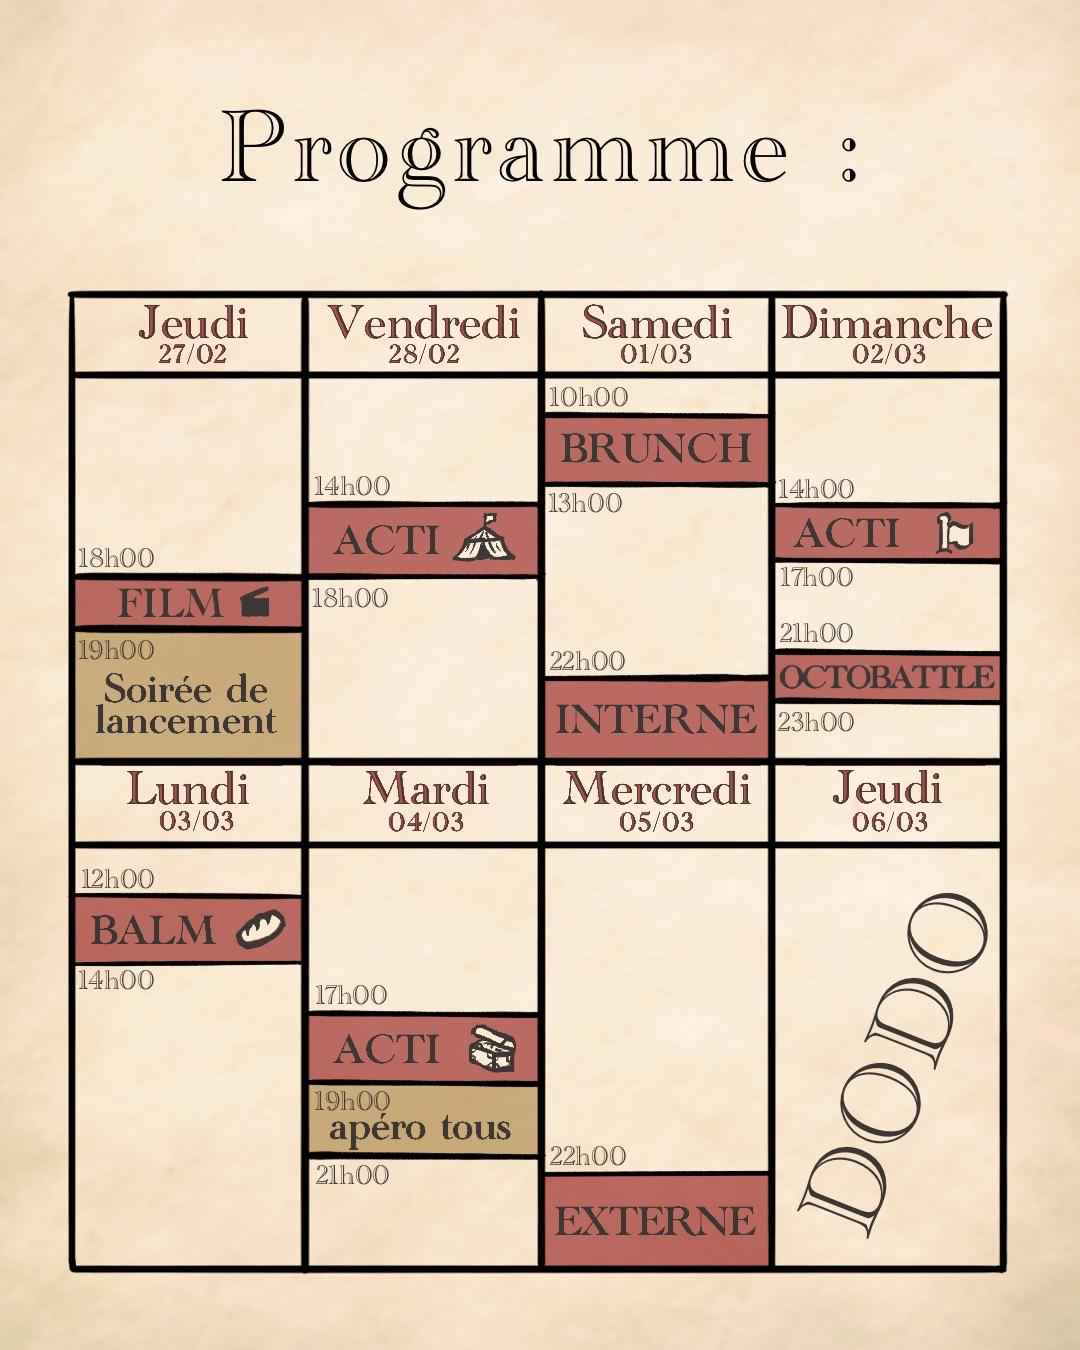 Programme :
Jeudi
27/02
18h00
FILM
19h00
Soirée de
lancement
Vendredi
28/02
14h00
ACTI
18h00
Samedi
01/03
10h00
BRUNCH
13h00
22h00
INTERNE
Dimanche
02/03
14h00
ACTI
17h00
21h00
OCTOBATTLE
23h00
Lundi
03/03
12h00
BALM
14h00
Mardi
04/03
17h00
ACTI
19h00
apéro tous
21h00
Mercredi
05/03
22h00
EXTERNE
Jeudi
06/03
DODO